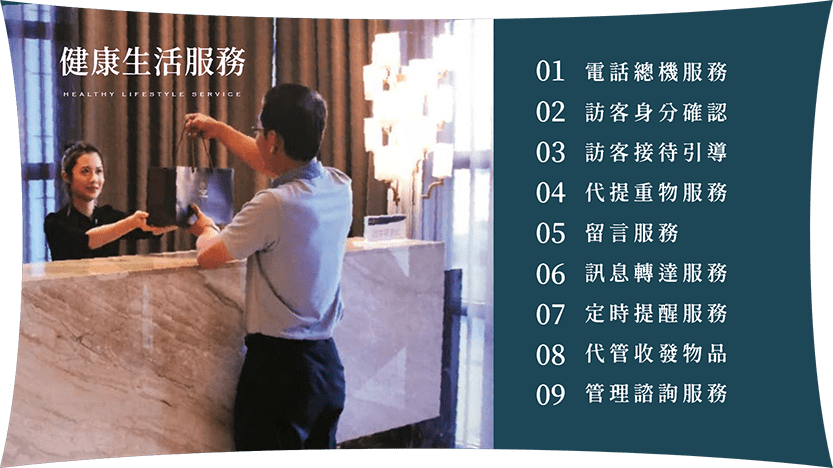 健康生活服務
HEALTHY LIFESTYLE SERVICE
01 電話總機服務
02 訪客身分確認
03 訪客接待引導
04 代提重物服務
05 留言服務
06 訊息轉達服務
07 定時提醒服務
08 代管收發物品
09 管理諮詢服務